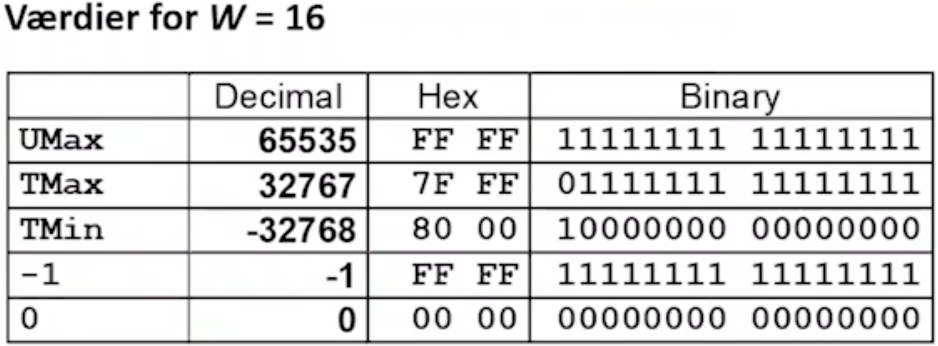 Værdier for W = 16
Decimal Hex Binary
UMax 65535 FF FF 11111111 11111111
TMax 32767 7F FF 01111111 11111111
TMin -32768 80 00 10000000 00000000
-1 -1 FF FF 11111111 11111111
0 0 00 00 00000000 00000000